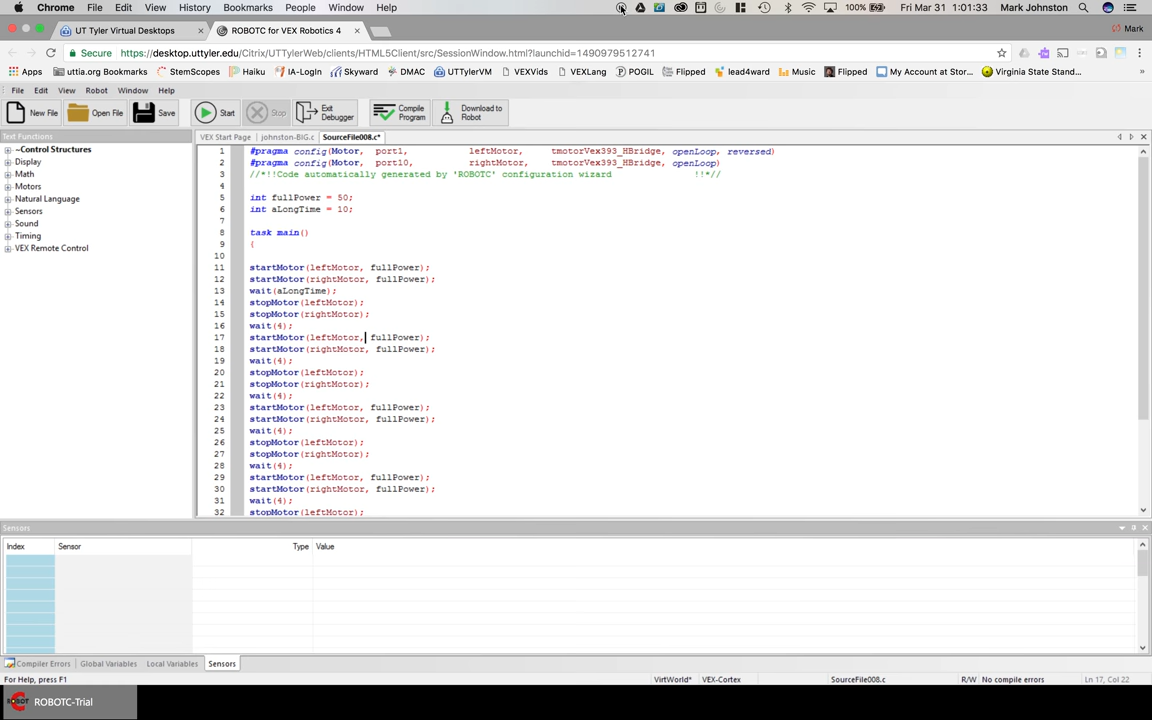 Chrome File Edit View History Bookmarks People Window Help 100% Fri Mar 31 1:01:33 Mark Johnston
UT Tyler Virtual Desktops ROBOTC for VEX Robotics 4 Mark
Secure https://desktop.uttyler.edu/Citrix/UTTylerWeb/clients/HTML5Client/src/SessionWindow.html?launchid=1490979512741
Apps uttia.org Bookmarks StemScopes Haiku IA-LogIn Skyward DMAC UTTylerVM VEXVids VEXLang POGIL Flipped lead4ward Music Flipped My Account at Stor... Virginia State Stand... »
File Edit View Robot Window Help
New File Open File Save Start Stop Exit Debugger Compile Program Download to Robot
Text Functions
VEX Start Page johnston-BIG.c SourceFile008.c*
~Control Structures
Display
Math
Motors
Natural Language
Sensors
Sound
Timing
VEX Remote Control
1 #pragma config(Motor, port1, leftMotor, tmotorVex393_HBridge, openLoop, reversed)
2 #pragma config(Motor, port10, rightMotor, tmotorVex393_HBridge, openLoop)
3 //*!!Code automatically generated by 'ROBOTC' configuration wizard !!*//
4
5 int fullPower = 50;
6 int aLongTime = 10;
7
8 task main()
9 {
10
11 startMotor(leftMotor, fullPower);
12 startMotor(rightMotor, fullPower);
13 wait(aLongTime);
14 stopMotor(leftMotor);
15 stopMotor(rightMotor);
16 wait(4);
17 startMotor(leftMotor, fullPower);
18 startMotor(rightMotor, fullPower);
19 wait(4);
20 stopMotor(leftMotor);
21 stopMotor(rightMotor);
22 wait(4);
23 startMotor(leftMotor, fullPower);
24 startMotor(rightMotor, fullPower);
25 wait(4);
26 stopMotor(leftMotor);
27 stopMotor(rightMotor);
28 wait(4);
29 startMotor(leftMotor, fullPower);
30 startMotor(rightMotor, fullPower);
31 wait(4);
32 stopMotor(leftMotor);
Sensors
Index Sensor Type Value
Compiler Errors Global Variables Local Variables Sensors
For Help, press F1 VirtWorld* VEX-Cortex SourceFile008.c R/W No compile errors Ln 17, Col 22
ROBOT ROBOTC-Trial